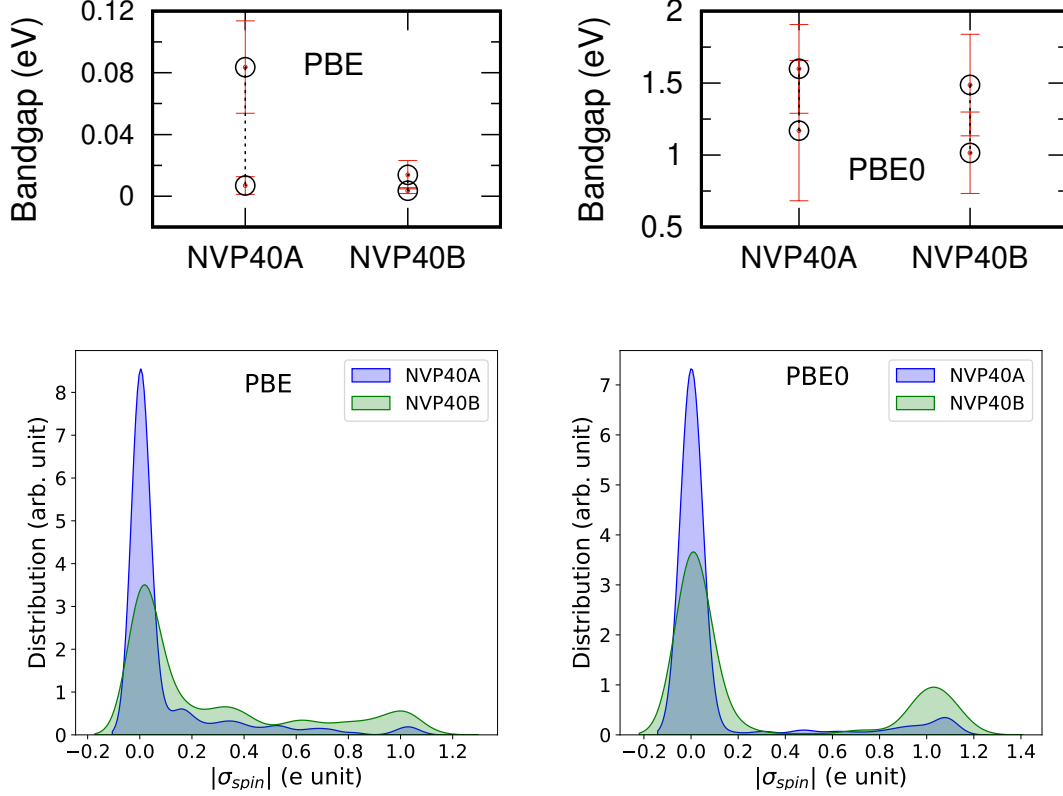 Bandgap (eV)
0.12
0.08
0.04
0
PBE
NVP40A
NVP40B
Bandgap (eV)
2
1.5
1
0.5
PBE0
NVP40A
NVP40B
Distribution (arb. unit)
8
7
6
5
4
3
2
1
0
PBE
NVP40A
NVP40B
−0.2 0.0 0.2 0.4 0.6 0.8 1.0 1.2
|σspin| (e unit)
Distribution (arb. unit)
7
6
5
4
3
2
1
0
PBE0
NVP40A
NVP40B
−0.2 0.0 0.2 0.4 0.6 0.8 1.0 1.2 1.4
|σspin| (e unit)